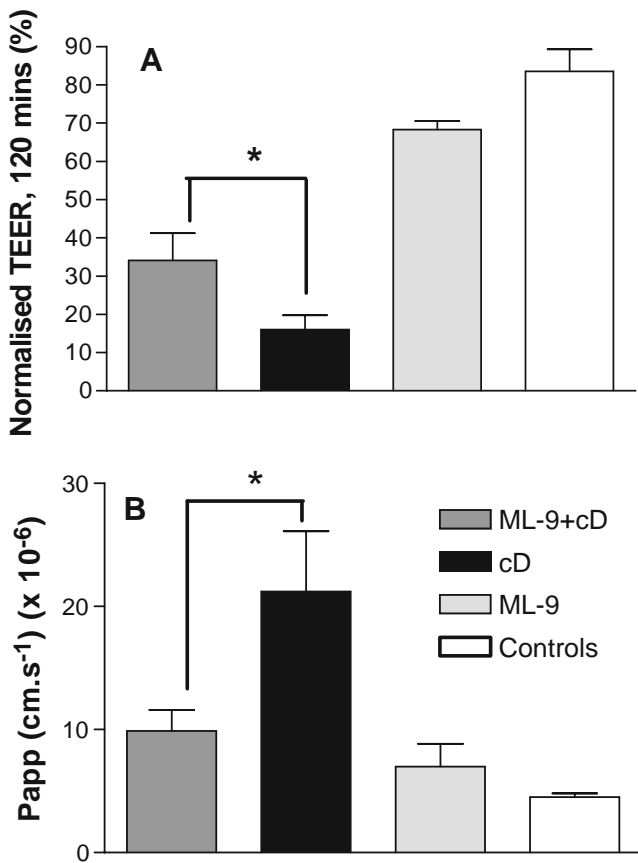 A
Normalised TEER, 120 mins (%)
90
80
70
60
50
40
30
20
10
0
*
B
Papp (cm.s⁻¹) (x 10⁻⁶)
30
20
10
0
*
ML-9+cD
cD
ML-9
Controls